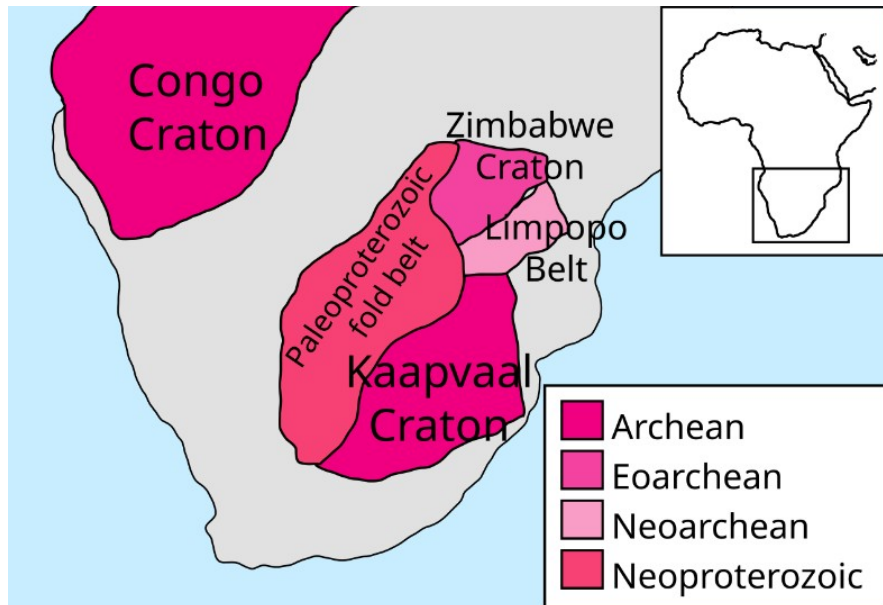 Congo
Craton
Zimbabwe
Craton
Limpopo
Belt
Paleoproterozoic
fold belt
Kaapvaal
Craton
Archean
Eoarchean
Neoarchean
Neoproterozoic